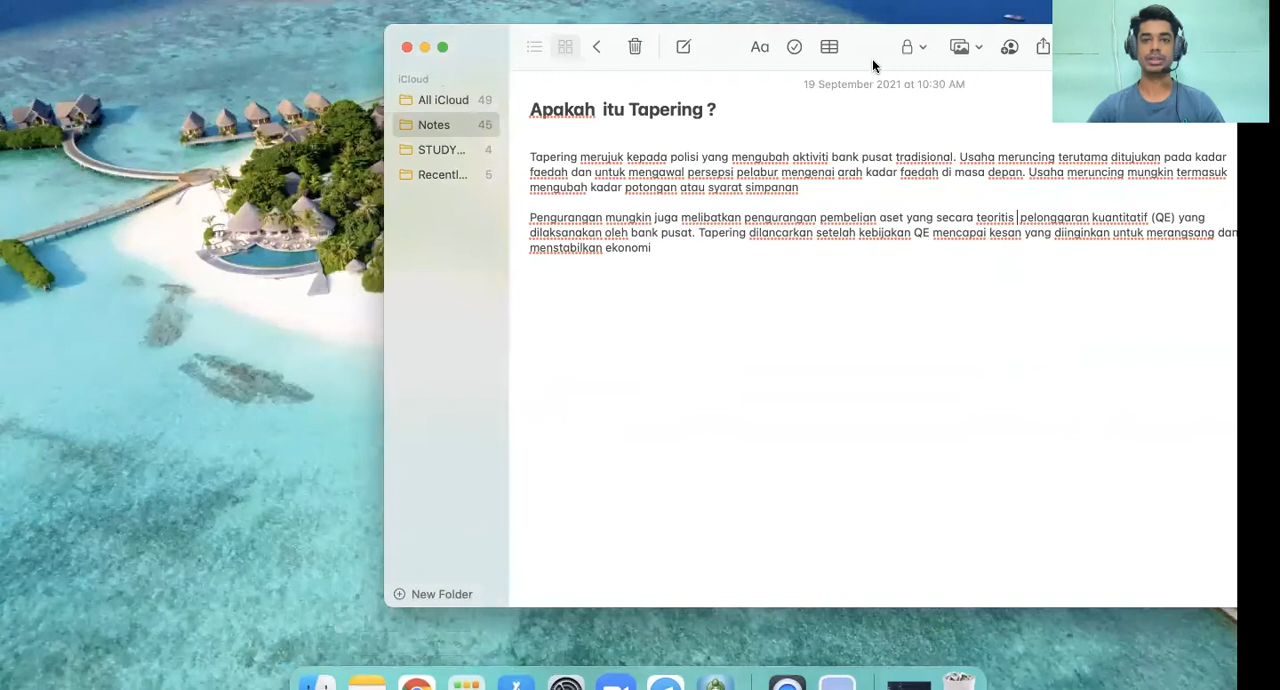 iCloud
All iCloud 49
Notes 45
STUDY... 4
Recentl... 5
New Folder
Aa
19 September 2021 at 10:30 AM
Apakah itu Tapering ?
Tapering merujuk kepada polisi yang mengubah aktiviti bank pusat tradisional. Usaha meruncing terutama ditujukan pada kadar
faedah dan untuk mengawal persepsi pelabur mengenai arah kadar faedah di masa depan. Usaha meruncing mungkin termasuk
mengubah kadar potongan atau syarat simpanan
Pengurangan mungkin juga melibatkan pengurangan pembelian aset yang secara teoritis pelonggaran kuantitatif (QE) yang
dilaksanakan oleh bank pusat. Tapering dilancarkan setelah kebijakan QE mencapai kesan yang diinginkan untuk merangsang dan
menstabilkan ekonomi